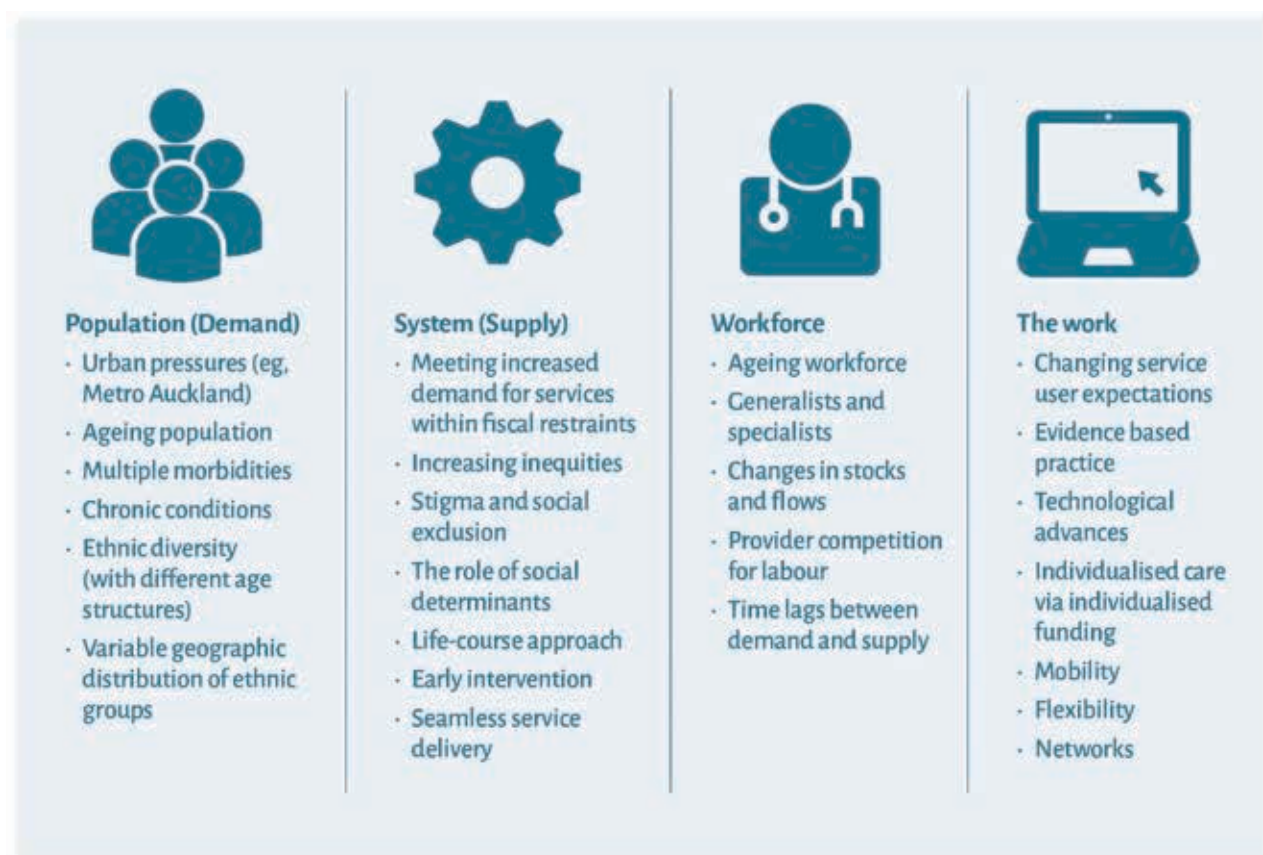 Population (Demand)
· Urban pressures (eg,
Metro Auckland)
· Ageing population
· Multiple morbidities
· Chronic conditions
· Ethnic diversity
(with different age
structures)
· Variable geographic
distribution of ethnic
groups
System (Supply)
· Meeting increased
demand for services
within fiscal restraints
· Increasing inequities
· Stigma and social
exclusion
· The role of social
determinants
· Life-course approach
· Early intervention
· Seamless service
delivery
Workforce
· Ageing workforce
· Generalists and
specialists
· Changes in stocks
and flows
· Provider competition
for labour
· Time lags between
demand and supply
The work
· Changing service
user expectations
· Evidence based
practice
· Technological
advances
· Individualised care
via individualised
funding
· Mobility
· Flexibility
· Networks